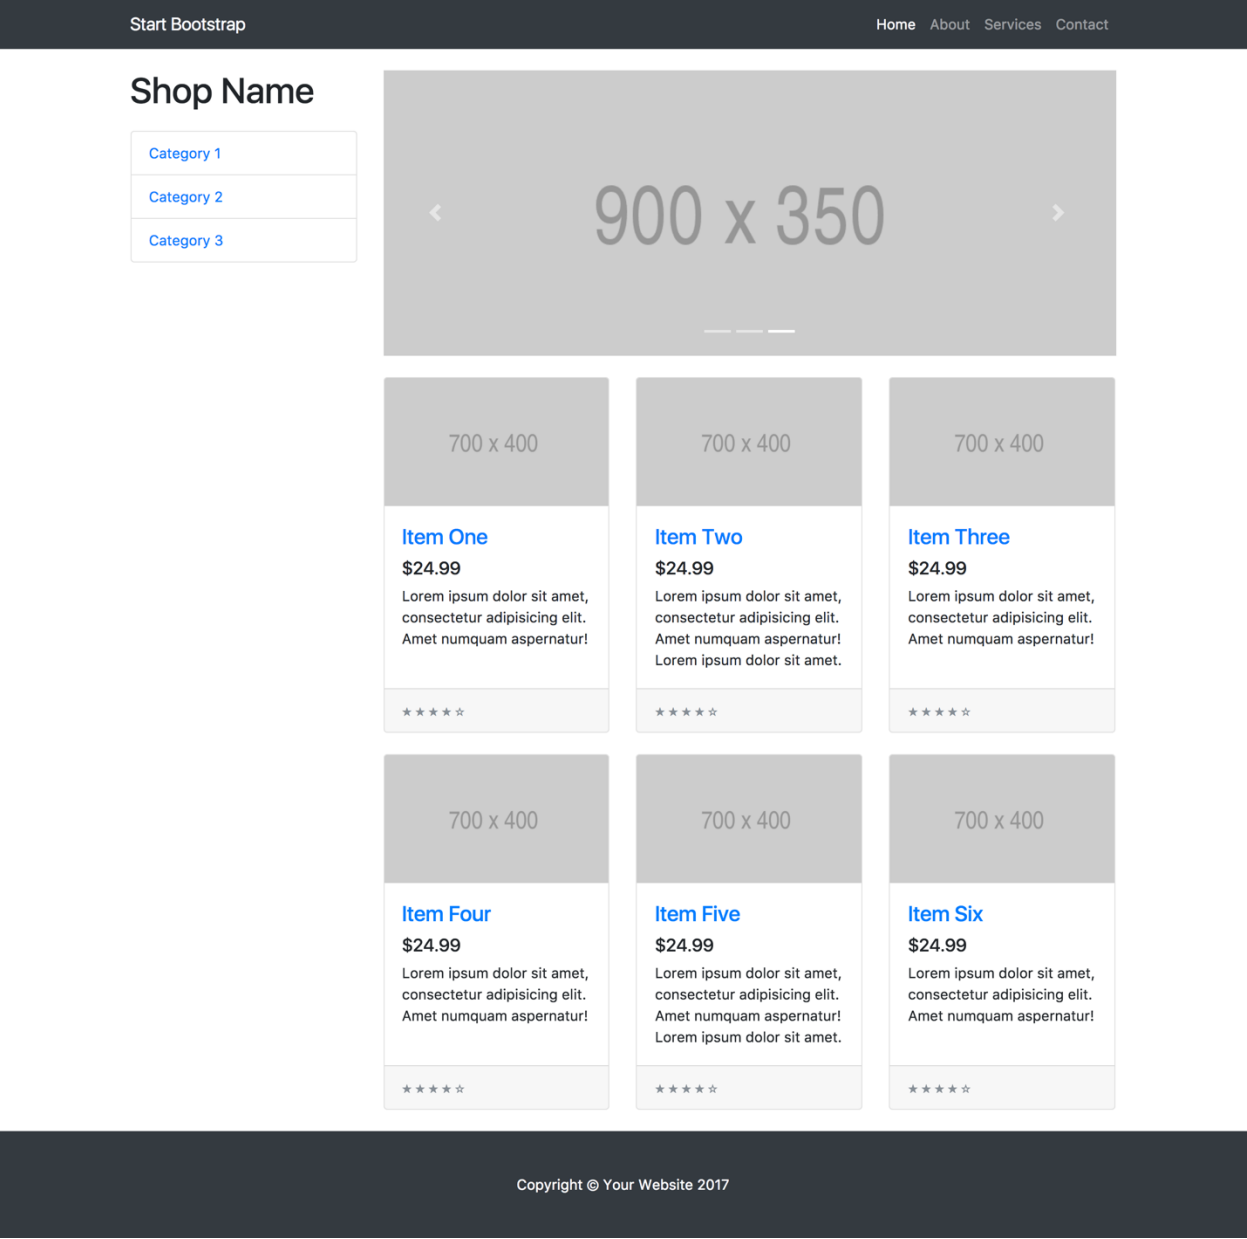 Start Bootstrap
Home About Services Contact
Shop Name
Category 1
Category 2
Category 3
900 x 350
700 x 400
Item One
$24.99
Lorem ipsum dolor sit amet,
consectetur adipisicing elit.
Amet numquam aspernatur!
★ ★ ★ ★ ☆
700 x 400
Item Two
$24.99
Lorem ipsum dolor sit amet,
consectetur adipisicing elit.
Amet numquam aspernatur!
Lorem ipsum dolor sit amet.
★ ★ ★ ★ ☆
700 x 400
Item Three
$24.99
Lorem ipsum dolor sit amet,
consectetur adipisicing elit.
Amet numquam aspernatur!
★ ★ ★ ★ ☆
700 x 400
Item Four
$24.99
Lorem ipsum dolor sit amet,
consectetur adipisicing elit.
Amet numquam aspernatur!
★ ★ ★ ★ ☆
700 x 400
Item Five
$24.99
Lorem ipsum dolor sit amet,
consectetur adipisicing elit.
Amet numquam aspernatur!
Lorem ipsum dolor sit amet.
★ ★ ★ ★ ☆
700 x 400
Item Six
$24.99
Lorem ipsum dolor sit amet,
consectetur adipisicing elit.
Amet numquam aspernatur!
★ ★ ★ ★ ☆
Copyright © Your Website 2017